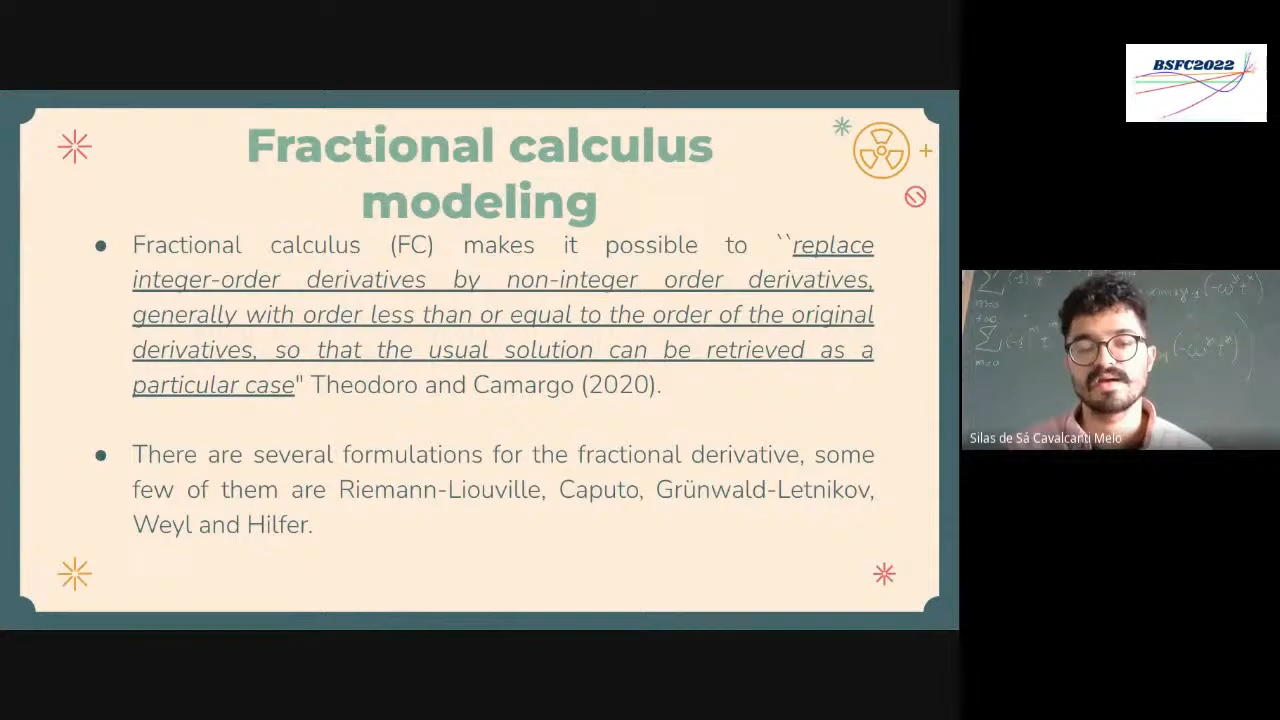 BSFC2022
Fractional calculus
modeling
● Fractional calculus (FC) makes it possible to ``replace
integer-order derivatives by non-integer order derivatives,
generally with order less than or equal to the order of the original
derivatives, so that the usual solution can be retrieved as a
particular case" Theodoro and Camargo (2020).
● There are several formulations for the fractional derivative, some
few of them are Riemann-Liouville, Caputo, Grünwald-Letnikov,
Weyl and Hilfer.
Silas de Sá Cavalcanti Melo